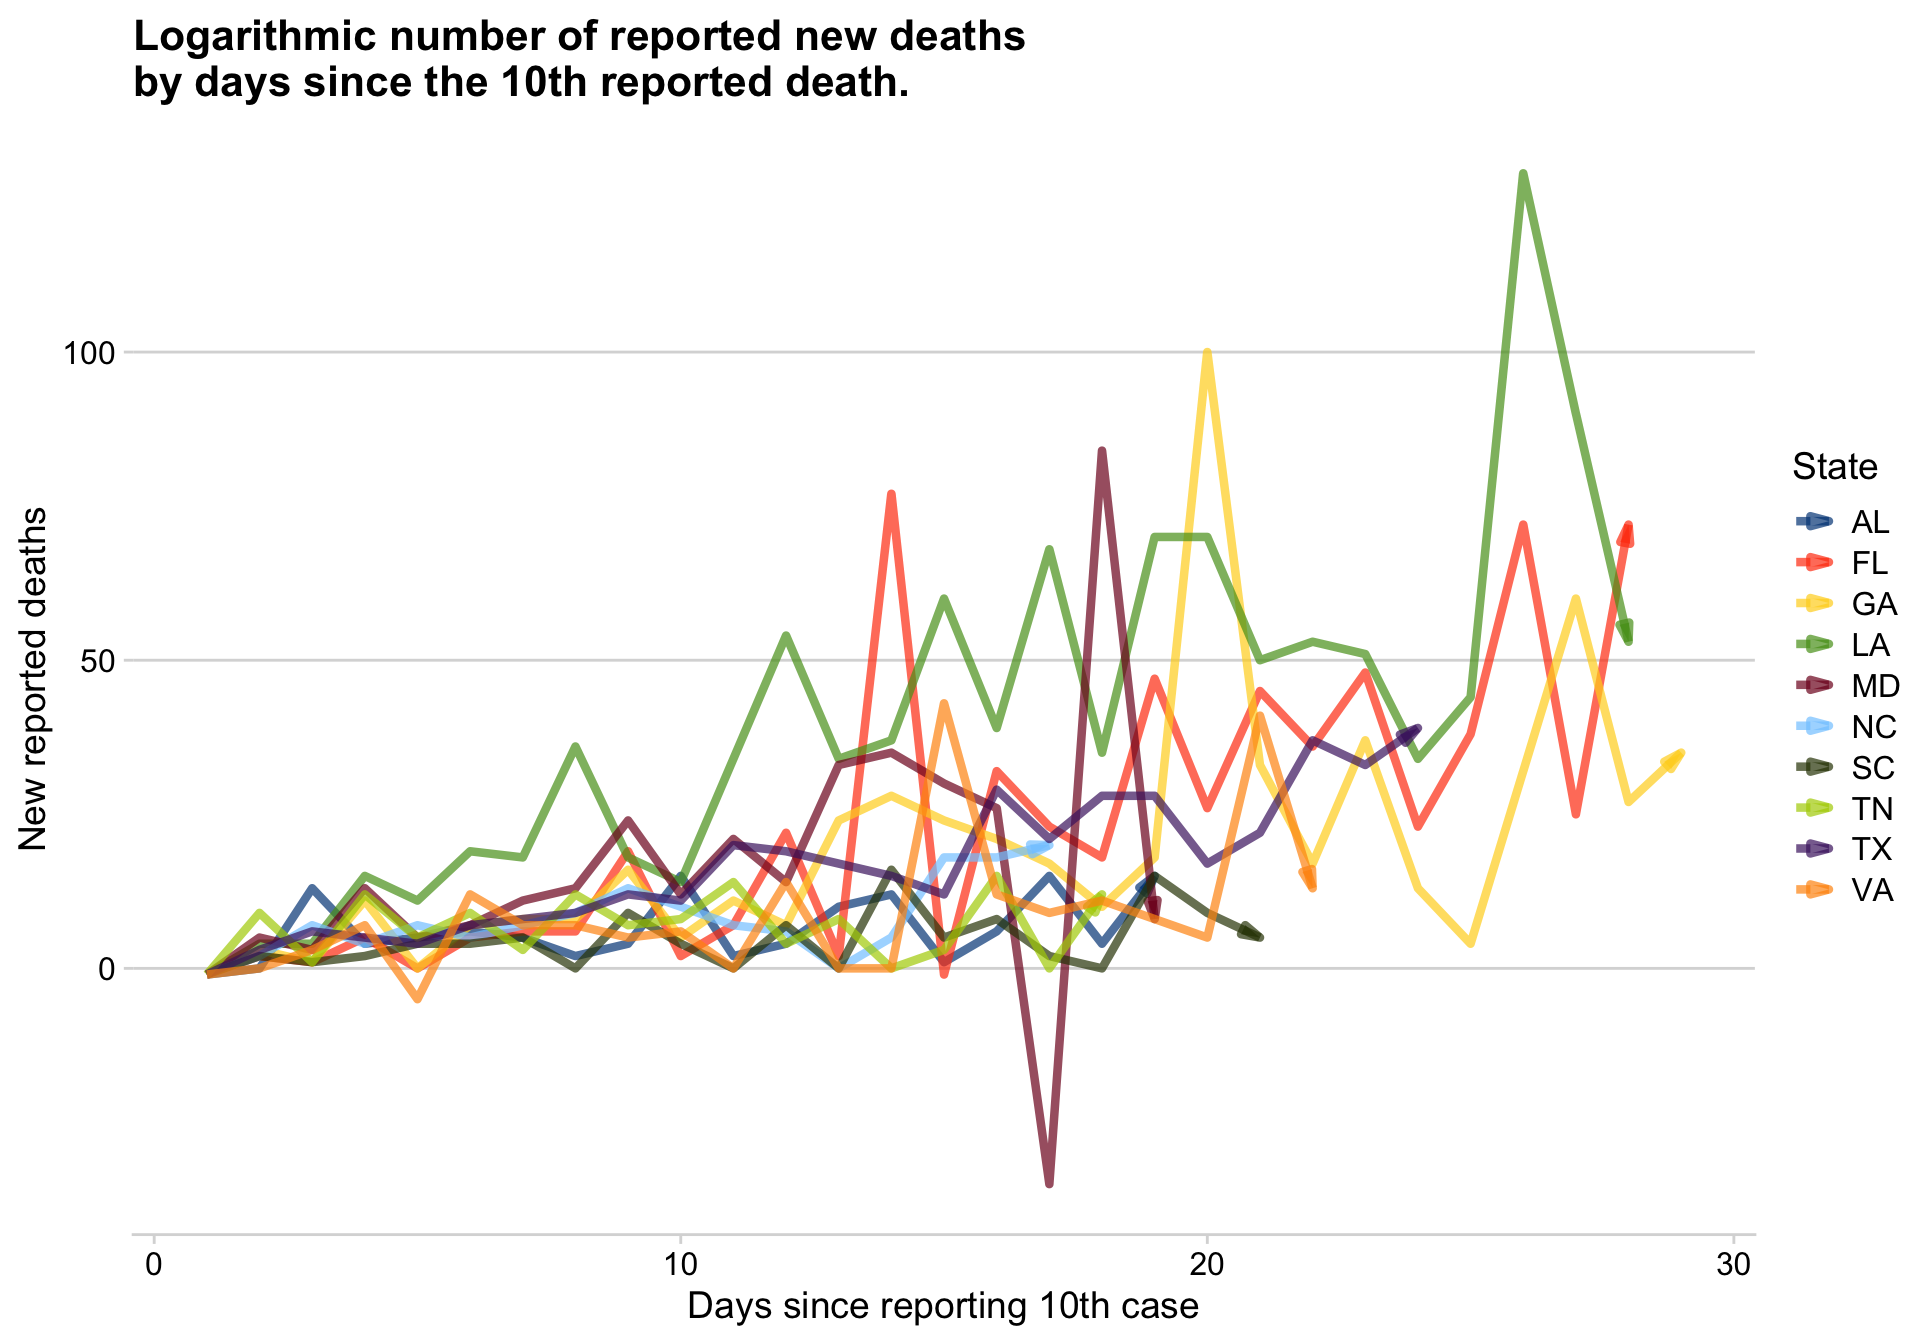 Logarithmic number of reported new deaths
by days since the 10th reported death.
New reported deaths
100
50
0
0
10
20
30
Days since reporting 10th case
State
AL
FL
GA
LA
MD
NC
SC
TN
TX
VA